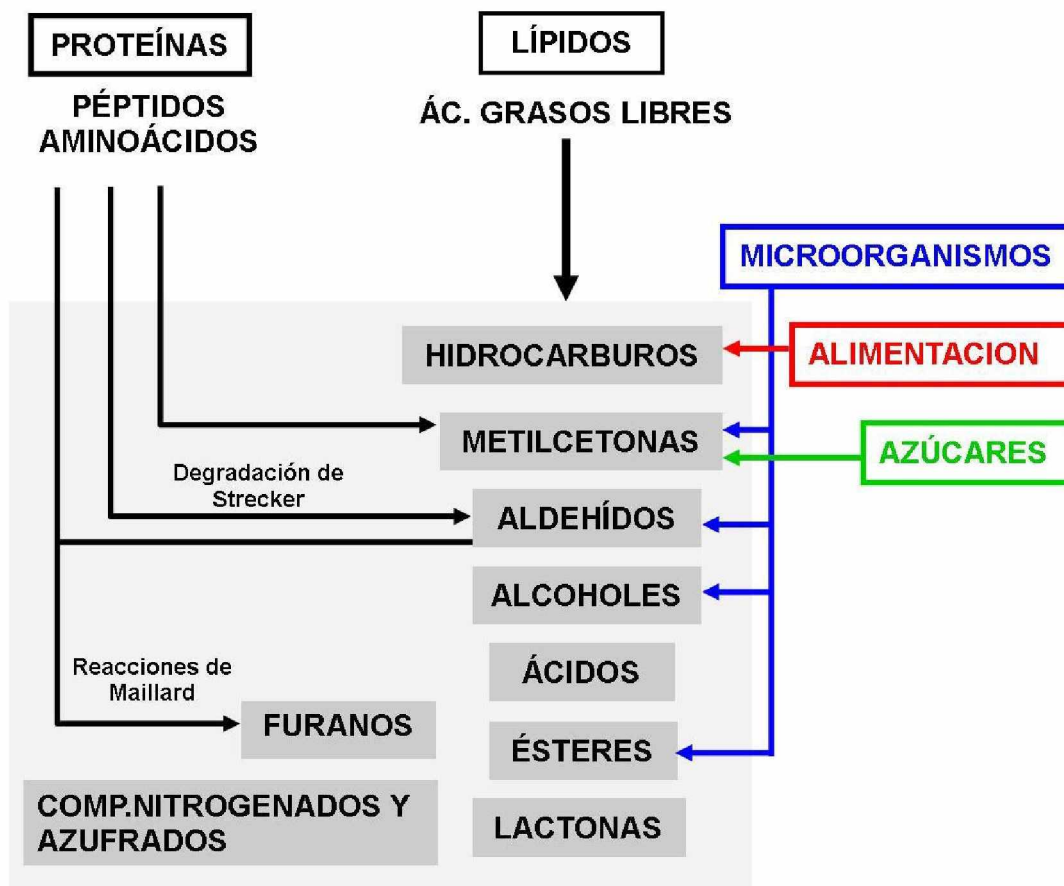 PROTEÍNAS
PÉPTIDOS
AMINOÁCIDOS
LÍPIDOS
ÁC. GRASOS LIBRES
MICROORGANISMOS
HIDROCARBUROS
ALIMENTACION
METILCETONAS
AZÚCARES
Degradación de
Strecker
ALDEHÍDOS
ALCOHOLES
Reacciones de
Maillard
ÁCIDOS
FURANOS
ÉSTERES
COMP.NITROGENADOS Y
AZUFRADOS
LACTONAS